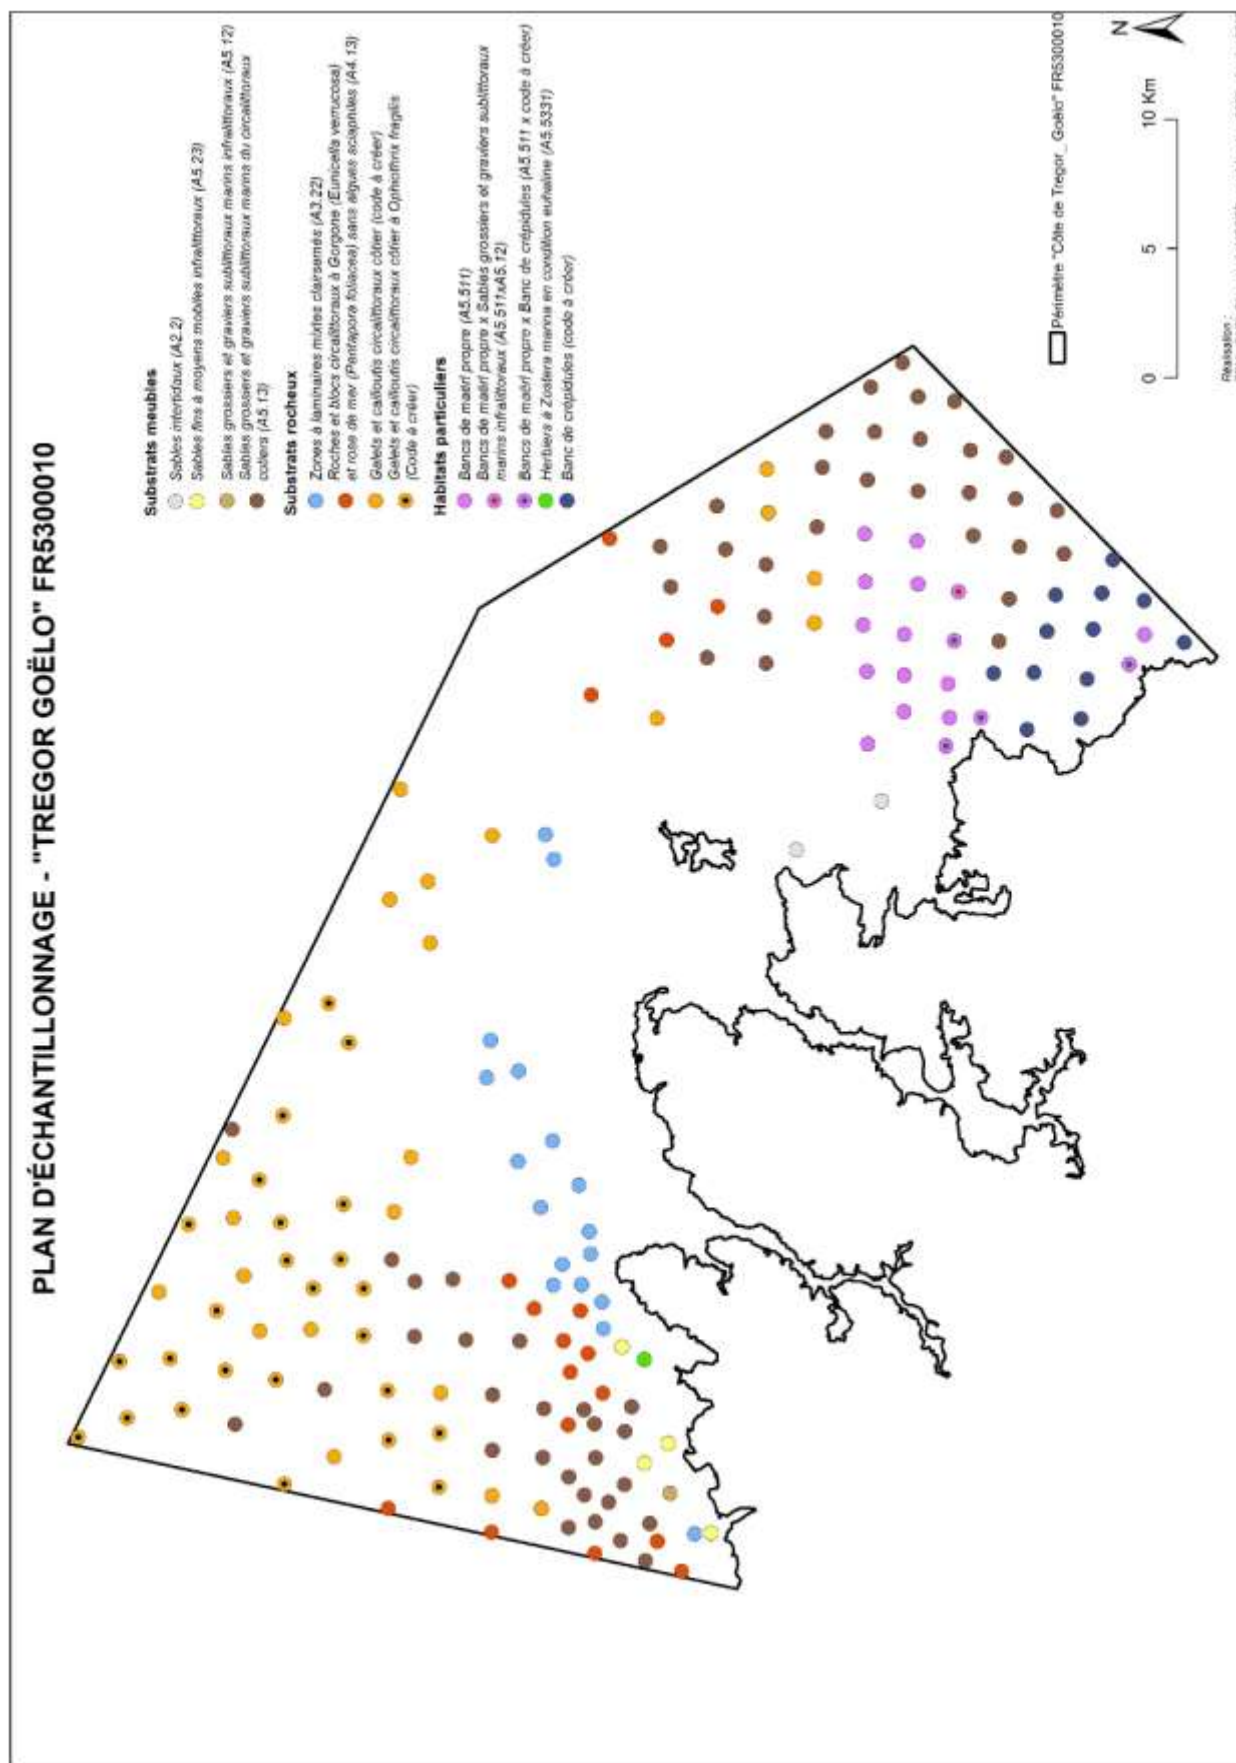 PLAN D'ÉCHANTILLONNAGE - "TREGOR GOËLO" FR5300010
Substrats meubles
Sables intertidaux (A2.2)
Sables fins à moyens mobiles infralittoraux (A5.23)
Sables grossiers et graviers sublittoraux marins infralittoraux (A5.12)
Sables grossiers et graviers sublittoraux marins du circalittoraux
cotiers (A5.13)
Substrats rocheux
Zones à laminaires mixtes clairsemés (A3.22)
Roches et blocs circalittoraux à Gorgone (Eunicella verrucosa)
et rose de mer (Pentapora foliacea) sans algues sciaphiles (A4.13)
Galets et cailloutis circalittoraux côtier (code à créer)
Galets et cailloutis circalittoraux côtier à Ophiothrix fragilis
(Code à créer)
Habitats particuliers
Bancs de maërl propre (A5.511)
Bancs de maërl propre x Sables grossiers et graviers sublittoraux
marins infralittoraux (A5.511xA5.12)
Bancs de maërl propre x Banc de crépidules (A5.511 x code à créer)
Herbiers à Zostera marina en condition euhaline (A5.5331)
Banc de crépidules (code à créer)
Périmètre "Côte de Tregor_Goëlo" FR5300010
0 5 10 Km
N
Réalisation :